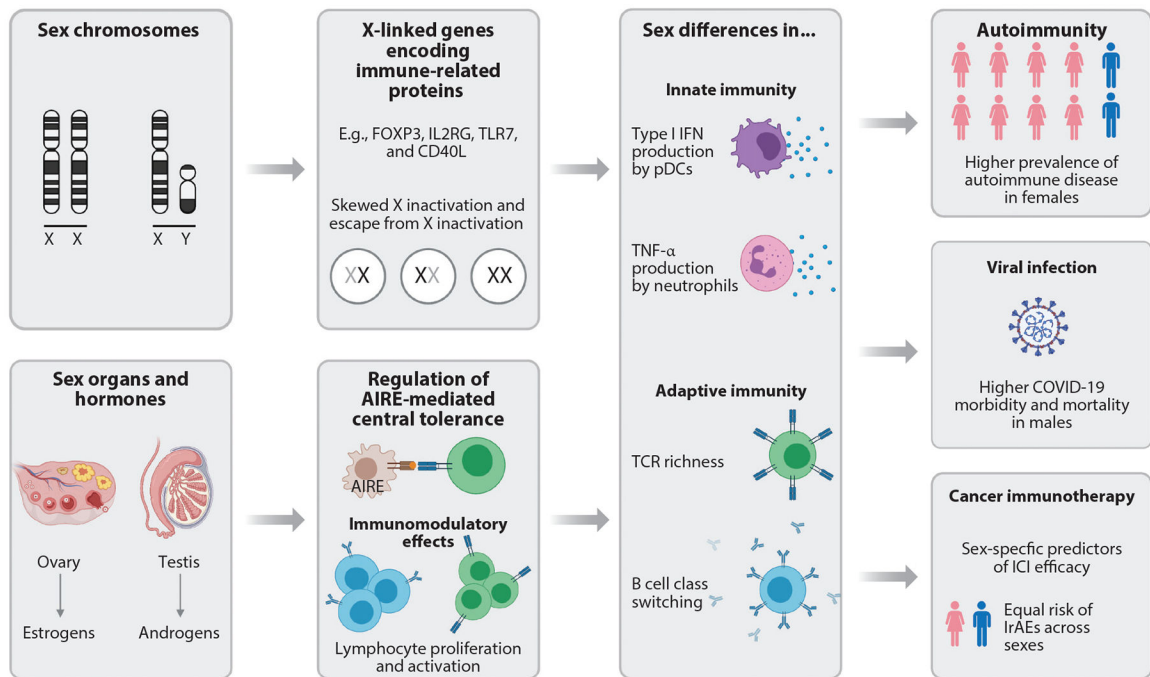 Sex chromosomes
X X
X Y
X-linked genes
encoding
immune-related
proteins
E.g., FOXP3, IL2RG, TLR7,
and CD40L
Skewed X inactivation and
escape from X inactivation
XX
XX
XX
Sex organs and
hormones
Ovary
Testis
Estrogens
Androgens
Regulation of
AIRE-mediated
central tolerance
AIRE
Immunomodulatory
effects
Lymphocyte proliferation
and activation
Sex differences in...
Innate immunity
Type I IFN
production
by pDCs
TNF-α
production
by neutrophils
Adaptive immunity
TCR richness
B cell class
switching
Autoimmunity
Higher prevalence of
autoimmune disease
in females
Viral infection
Higher COVID-19
morbidity and mortality
in males
Cancer immunotherapy
Sex-specfic predictors
of ICI efficacy
Equal risk of
IrAEs across
sexes